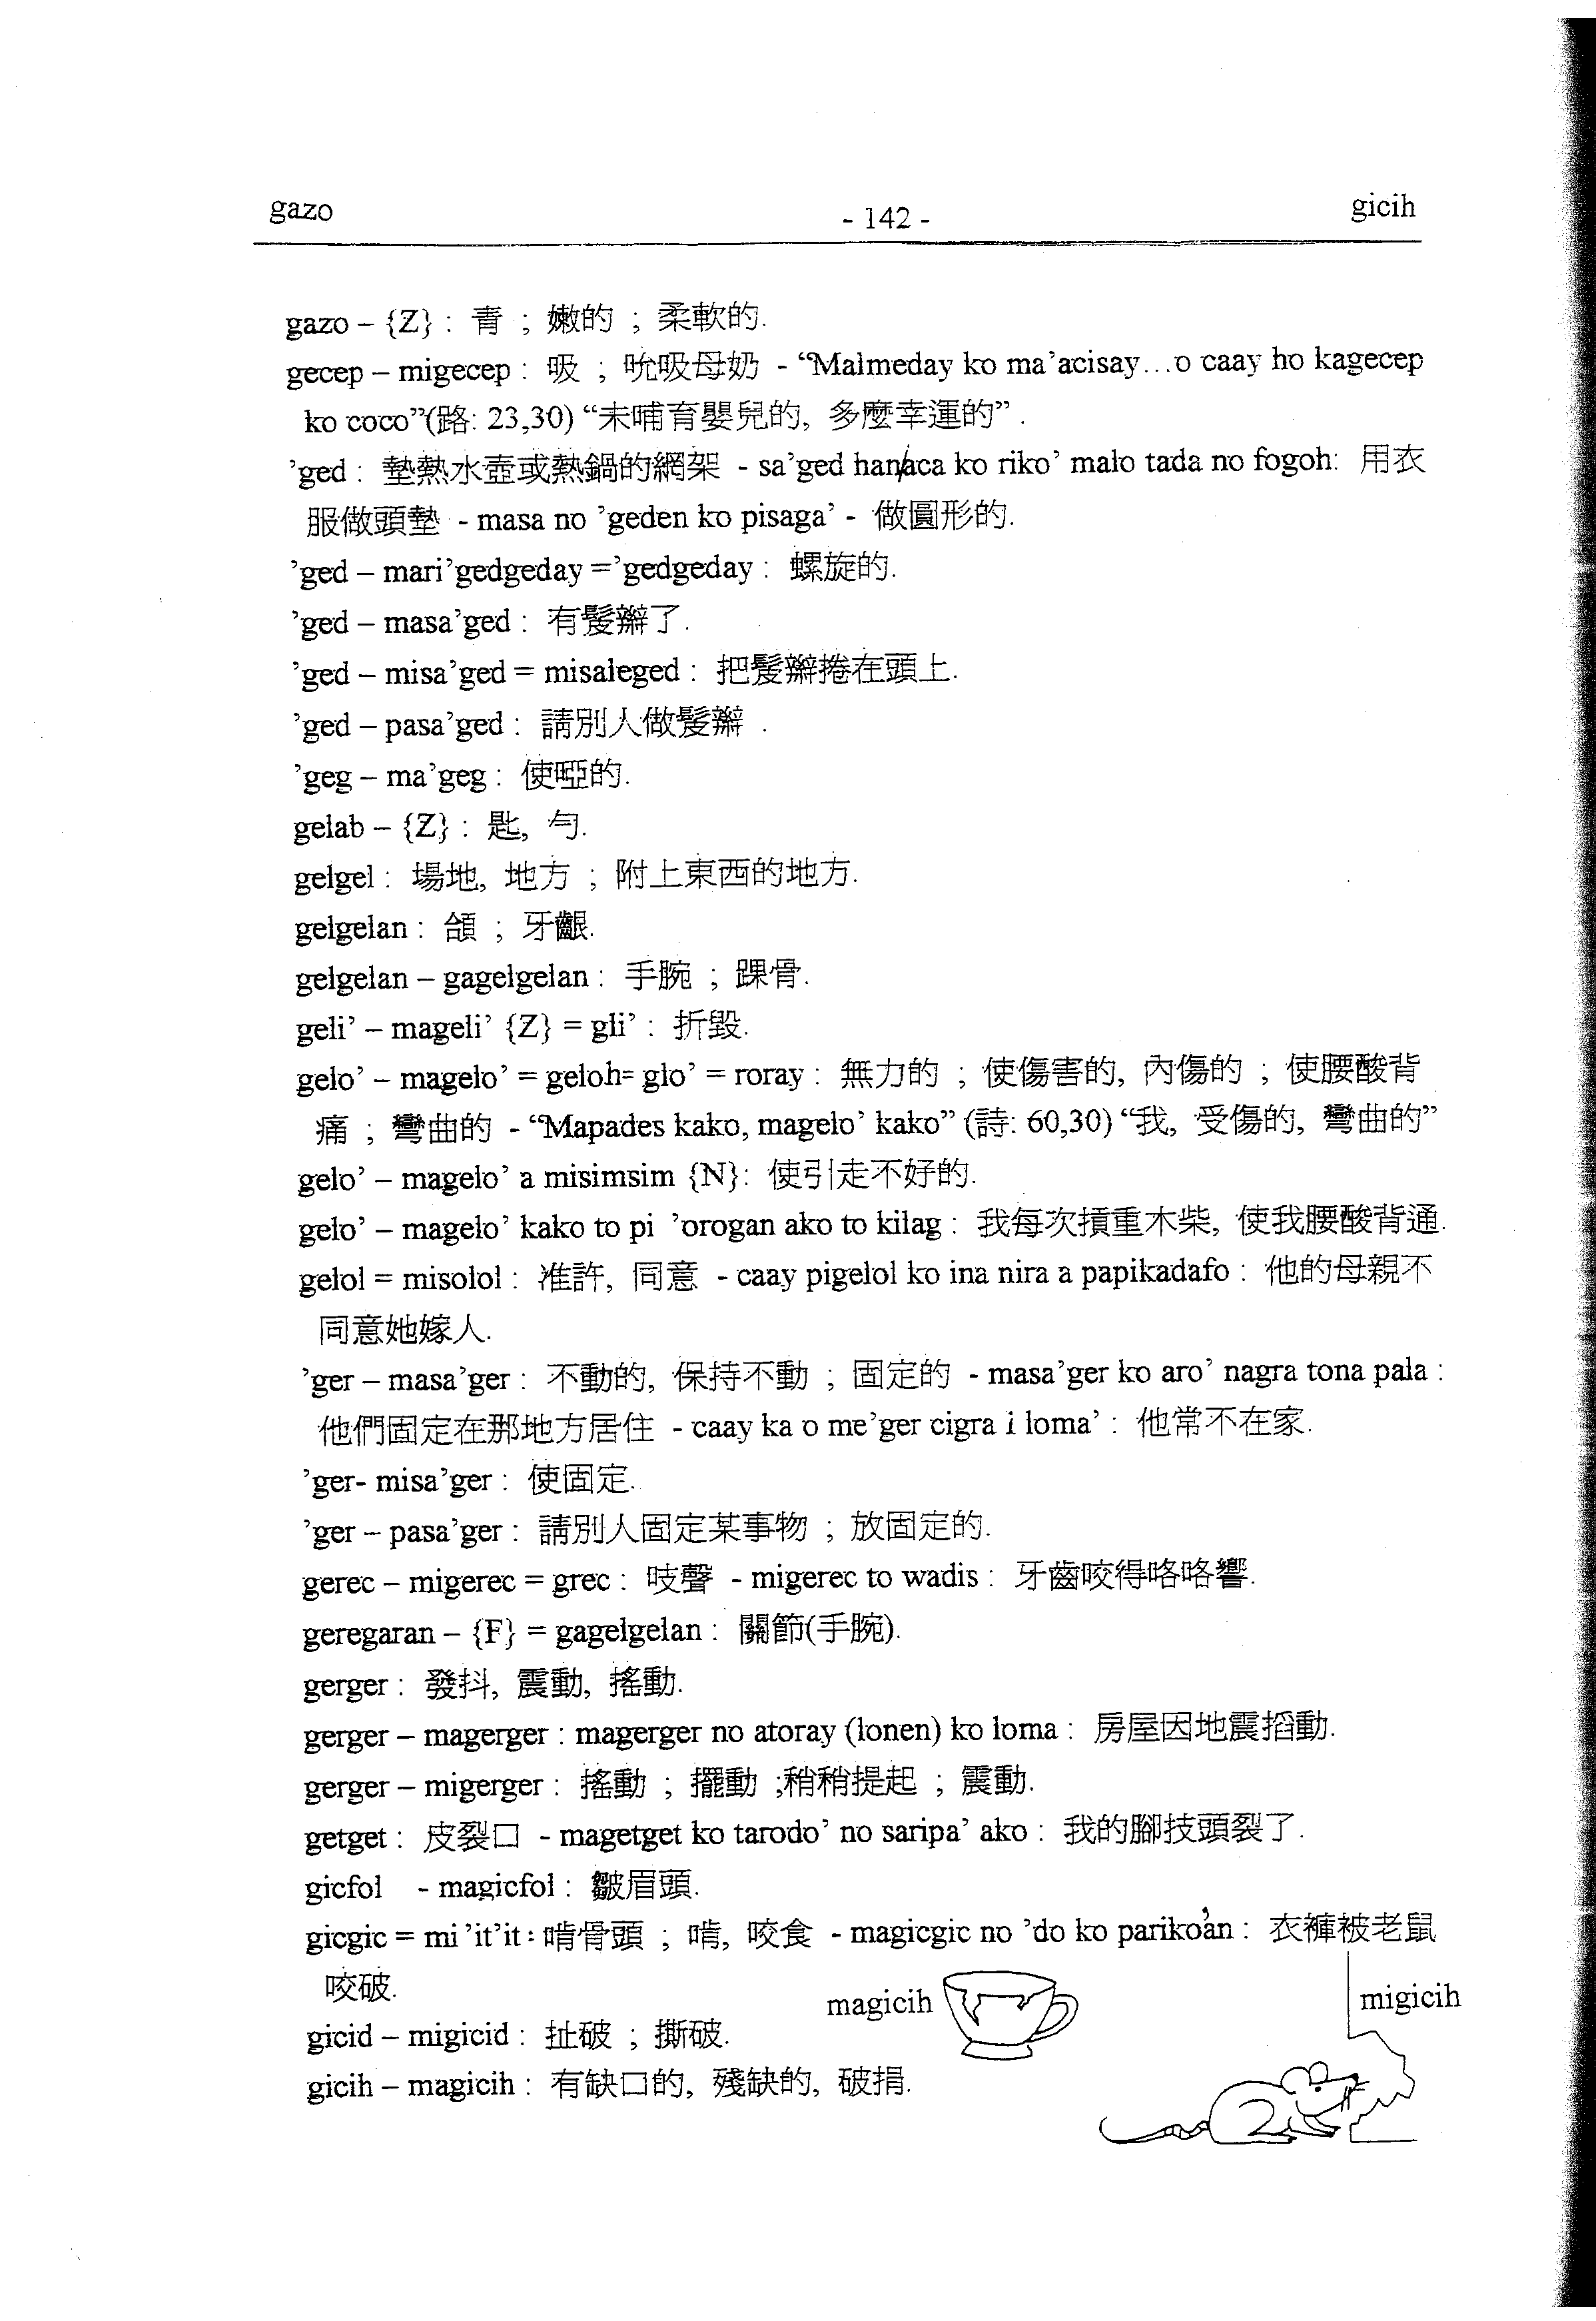 gazo - 142 - gicih
gazo – {Z} : 青 ; 嫩的 ; 柔軟的.
gecep – migecep : 吸 ; 吮吸母奶 - “Malmeday ko ma’acisay…o caay ho kagecep
ko coco”(路: 23,30) “未哺育嬰兒的, 多麼幸運的” .
’ged : 墊熱水壺或熱鍋的網架 - sa’ged hanaca ko riko’ malo tada no fogoh: 用衣
服做頭墊 - masa no ’geden ko pisaga’ - 做圓形的.
’ged – mari’gedgeday =’gedgeday : 螺旋的.
’ged – masa’ged : 有髮辮了.
’ged – misa’ged = misaleged : 把髮辮捲在頭上.
’ged – pasa’ged : 請別人做髮辮 .
’geg – ma’geg : 使啞的.
gelab – {Z} : 匙, 勺.
gelgel : 場地, 地方 ; 附上東西的地方.
gelgelan : 頜 ; 牙齦.
gelgelan – gagelgelan : 手腕 ; 踝骨.
geli’ – mageli’ {Z} = gli’ : 折毀.
gelo’ – magelo’ = geloh= glo’ = roray : 無力的 ; 使傷害的, 內傷的 ; 使腰酸背
痛 ; 彎曲的 - “Mapades kako, magelo’ kako” (詩: 60,30) “我, 受傷的, 彎曲的”
gelo’ – magelo’ a misimsim {N}: 使引走不好的.
gelo’ – magelo’ kako to pi ’orogan ako to kilag : 我每次摃重木柴, 使我腰酸背通.
gelol = misolol : 准許, 同意 - caay pigelol ko ina nira a papikadafo : 他的母親不
同意她嫁人.
’ger – masa’ger : 不動的, 保持不動 ; 固定的 - masa’ger ko aro’ nagra tona pala :
他們固定在那地方居住 - caay ka o me’ger cigra i loma’ : 他常不在家.
’ger- misa’ger : 使固定.
’ger – pasa’ger : 請別人固定某事物 ; 放固定的.
gerec – migerec = grec : 吱聲 - migerec to wadis : 牙齒咬得咯咯響.
geregaran – {F} = gagelgelan : 關節(手腕).
gerger : 發抖, 震動, 搖動.
gerger – magerger : magerger no atoray (lonen) ko loma : 房屋因地震搯動.
gerger – migerger : 搖動 ; 擺動 ;稍稍提起 ; 震動.
getget : 皮裂口 - magetget ko tarodo’ no saripa’ ako : 我的腳技頭裂了.
gicfol - magicfol : 皺眉頭.
gicgic = mi ’it’it : 啃骨頭 ; 啃, 咬食 - magicgic no ’do ko pariko’an : 衣褲被老鼠
咬破.
magicih migicih
gicid – migicid : 扯破 ; 撕破.
gicih – magicih : 有缺口的, 殘缺的, 破捐.